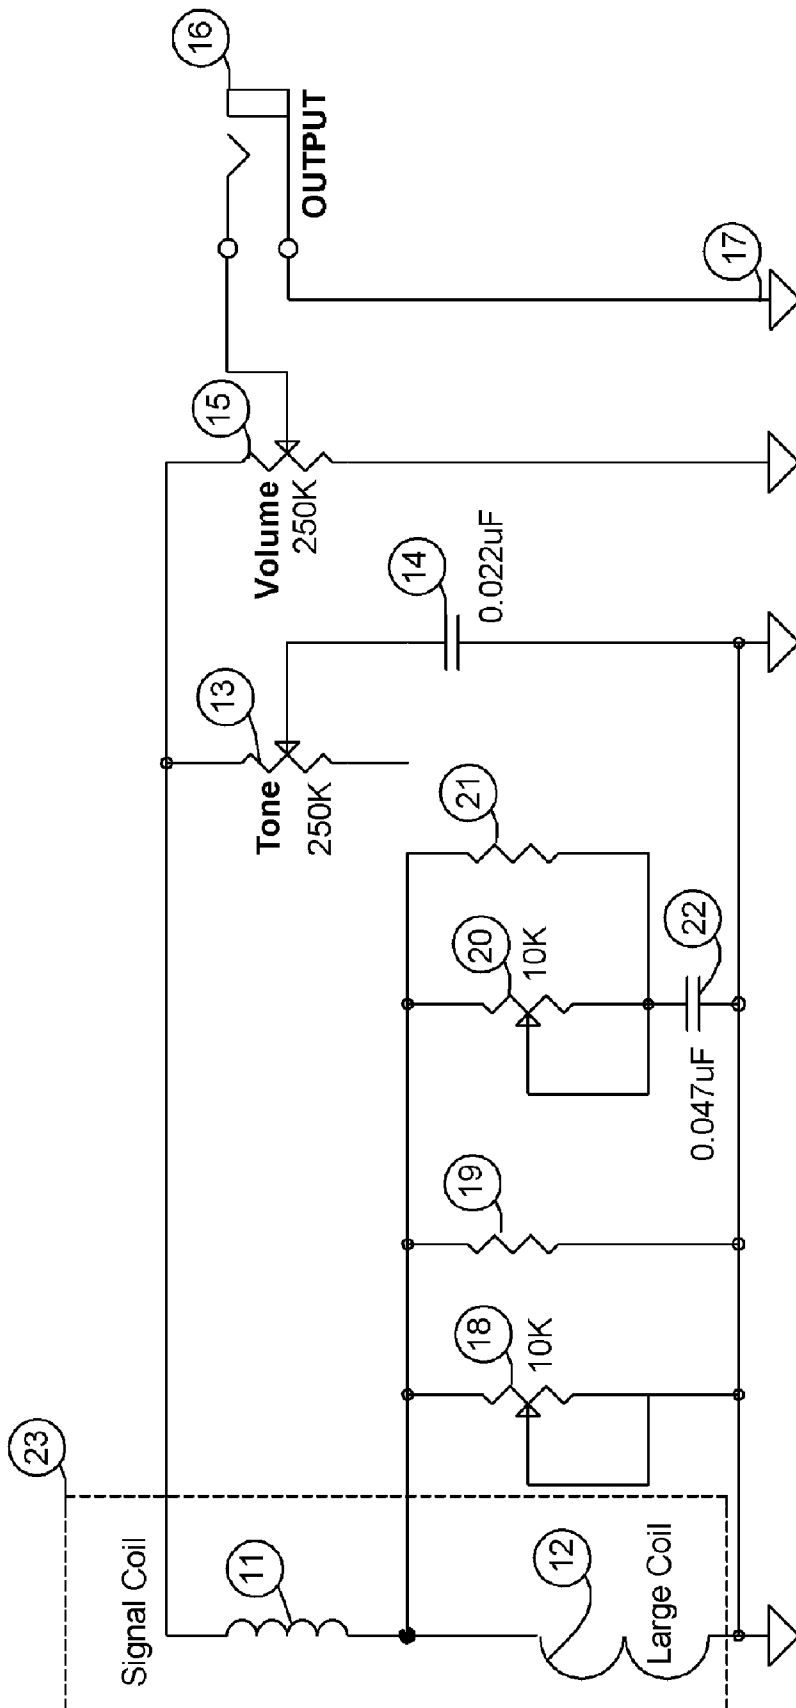 23
Signal Coil
11
12
Large Coil
18
10K
19
20
10K
21
22
0.047uF
13
Tone
250K
14
0.022uF
15
Volume
250K
16
OUTPUT
17